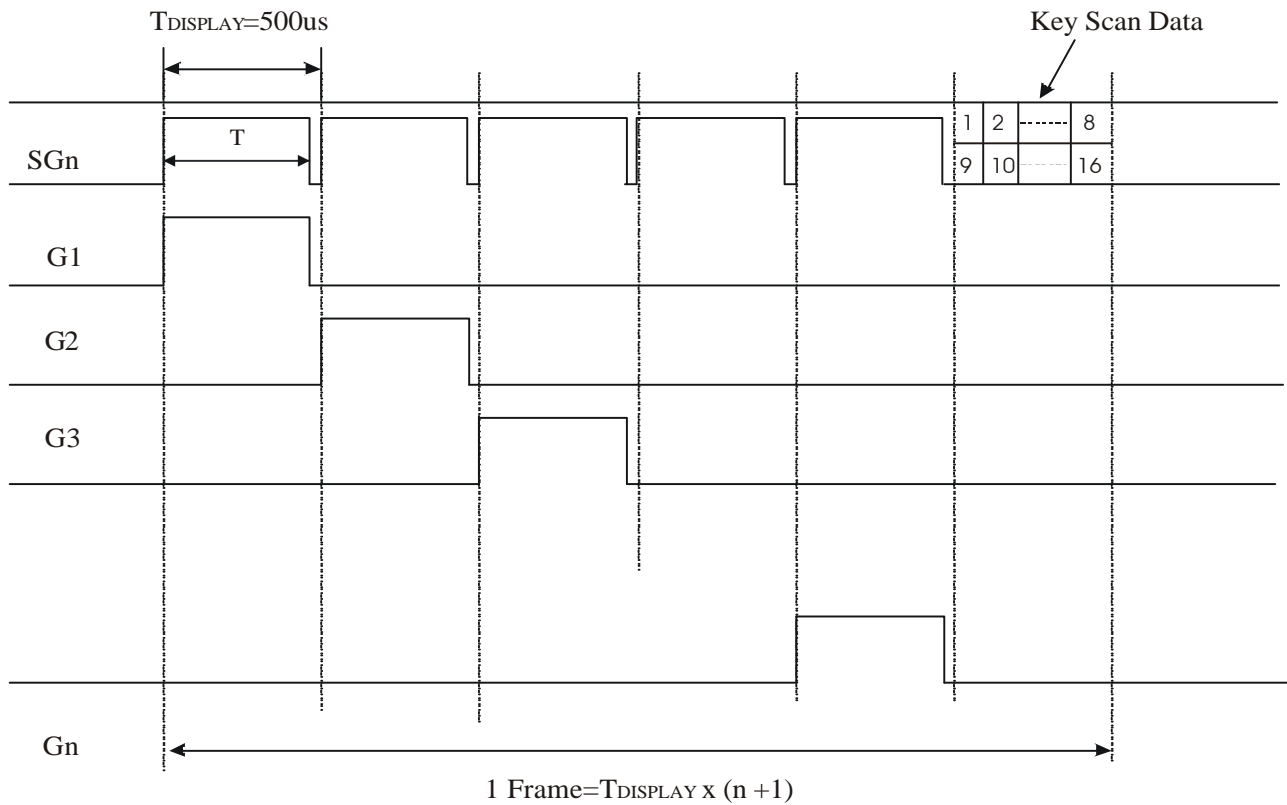 TDISPLAY=500us
Key Scan Data
1 2 8
SGn
T
9 10 16
G1
G2
G3
Gn
1 Frame=TDISPLAY x (n +1)